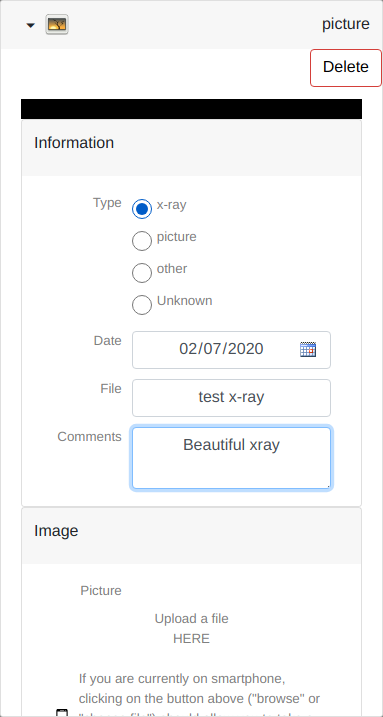 picture
Delete
Information
Type
x-ray
picture
other
Unknown
Date
02/07/2020
File
test x-ray
Comments
Beautiful xray
Image
Picture
Upload a file
HERE
If you are currently on smartphone,
clicking on the button above ("browse" or